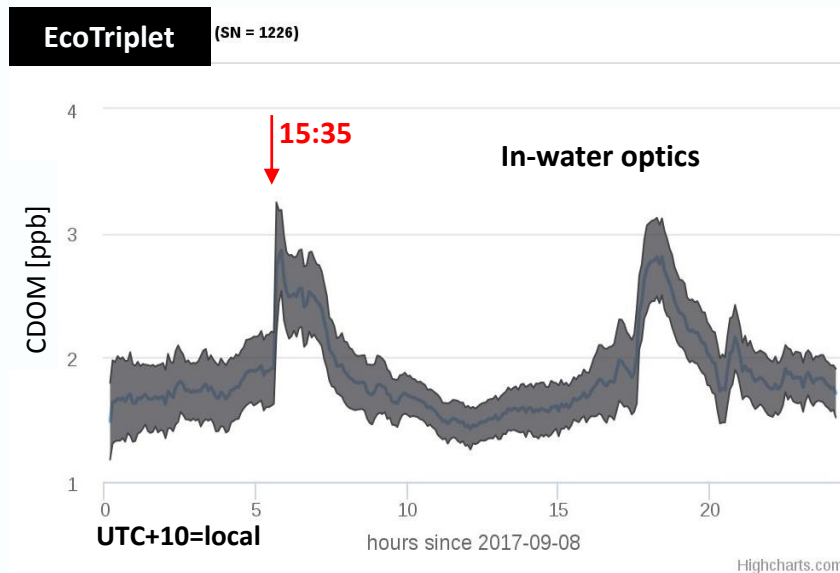 EcoTriplet (SN = 1226)
4
15:35
In-water optics
3
CDOM [ppb]
2
1
0 5 10 15 20
UTC+10=local
hours since 2017-09-08
Highcharts.com